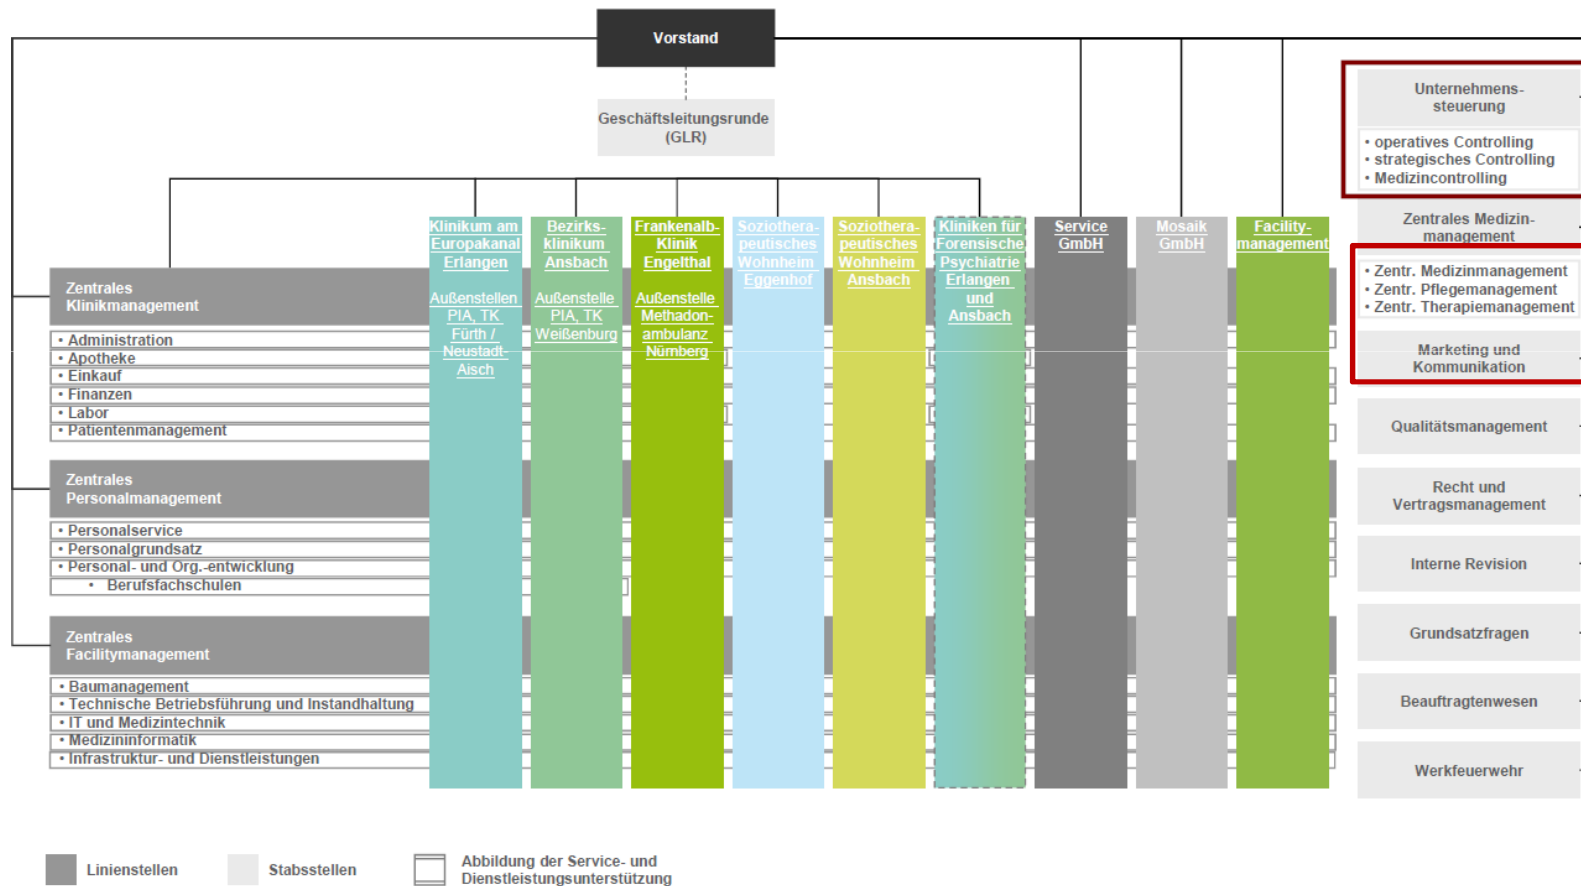 Vorstand
Geschäftsleitungsrunde
(GLR)
Unternehmens-
steuerung
• operatives Controlling
• strategisches Controlling
• Medizincontrolling
Zentrales Medizin-
management
• Zentr. Medizinmanagement
• Zentr. Pflegemanagement
• Zentr. Therapiemanagement
Marketing und
Kommunikation
Qualitätsmanagement
Recht und
Vertragsmanagement
Interne Revision
Grundsatzfragen
Beauftragtenwesen
Werkfeuerwehr
Klinikum am
Europakanal
Erlangen
Außenstellen
PIA, TK
Fürth /
Neustadt-
Aisch
Bezirks-
klinikum
Ansbach
Außenstelle
PIA, TK
Weißenburg
Frankenalb-
Klinik
Engelthal
Außenstelle
Methadon-
ambulanz
Nürnberg
Soziothera-
peutisches
Wohnheim
Eggenhof
Soziothera-
peutisches
Wohnheim
Ansbach
Kliniken für
Forensische
Psychiatrie
Erlangen
und
Ansbach
Service
GmbH
Mosaik
GmbH
Facility-
management
Zentrales
Klinikmanagement
• Administration
• Apotheke
• Einkauf
• Finanzen
• Labor
• Patientenmanagement
Zentrales
Personalmanagement
• Personalservice
• Personalgrundsatz
• Personal- und Org.-entwicklung
• Berufsfachschulen
Zentrales
Facilitymanagement
• Baumanagement
• Technische Betriebsführung und Instandhaltung
• IT und Medizintechnik
• Medizininformatik
• Infrastruktur- und Dienstleistungen
Linienstellen
Stabsstellen
Abbildung der Service- und
Dienstleistungsunterstützung